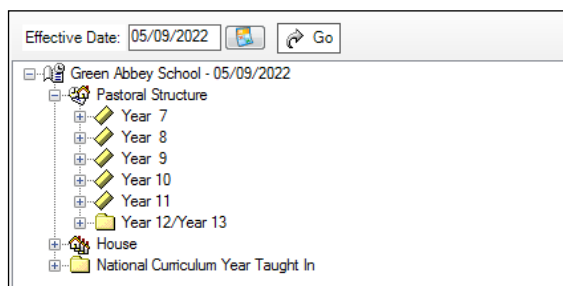 Effective Date: 05/09/2022 Go
Green Abbey School - 05/09/2022
Pastoral Structure
Year 7
Year 8
Year 9
Year 10
Year 11
Year 12/Year 13
House
National Curriculum Year Taught In